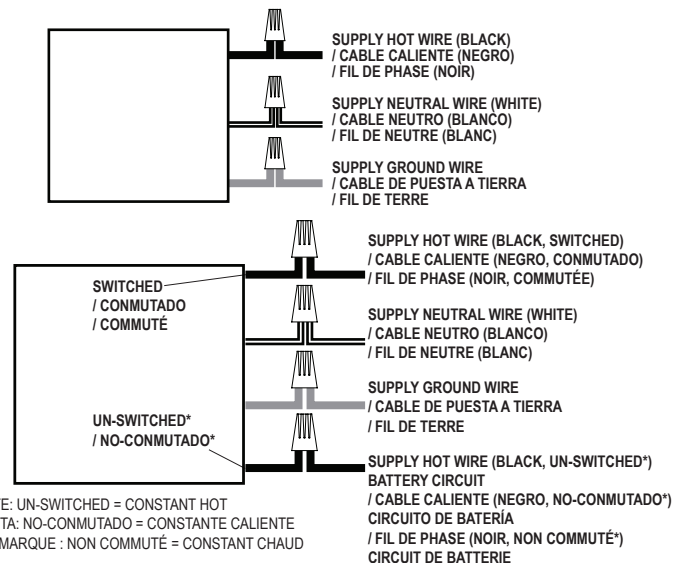 SUPPLY HOT WIRE (BLACK)
/ CABLE CALIENTE (NEGRO)
/ FIL DE PHASE (NOIR)
SUPPLY NEUTRAL WIRE (WHITE)
/ CABLE NEUTRO (BLANCO)
/ FIL DE NEUTRE (BLANC)
SUPPLY GROUND WIRE
/ CABLE DE PUESTA A TIERRA
/ FIL DE TERRE
SWITCHED
/ CONMUTADO
/ COMMUTÉ
SUPPLY HOT WIRE (BLACK, SWITCHED)
/ CABLE CALIENTE (NEGRO, CONMUTADO)
/ FIL DE PHASE (NOIR, COMMUTÉE)
SUPPLY NEUTRAL WIRE (WHITE)
/ CABLE NEUTRO (BLANCO)
/ FIL DE NEUTRE (BLANC)
SUPPLY GROUND WIRE
/ CABLE DE PUESTA A TIERRA
/ FIL DE TERRE
UN-SWITCHED*
/ NO-CONMUTADO*
SUPPLY HOT WIRE (BLACK, UN-SWITCHED*)
BATTERY CIRCUIT
/ CABLE CALIENTE (NEGRO, NO-CONMUTADO*)
CIRCUITO DE BATERÍA
/ FIL DE PHASE (NOIR, NON COMMUTÉ*)
CIRCUIT DE BATTERIE
TE: UN-SWITCHED = CONSTANT HOT
TA: NO-CONMUTADO = CONSTANTE CALIENTE
MARQUE : NON COMMUTÉ = CONSTANT CHAUD